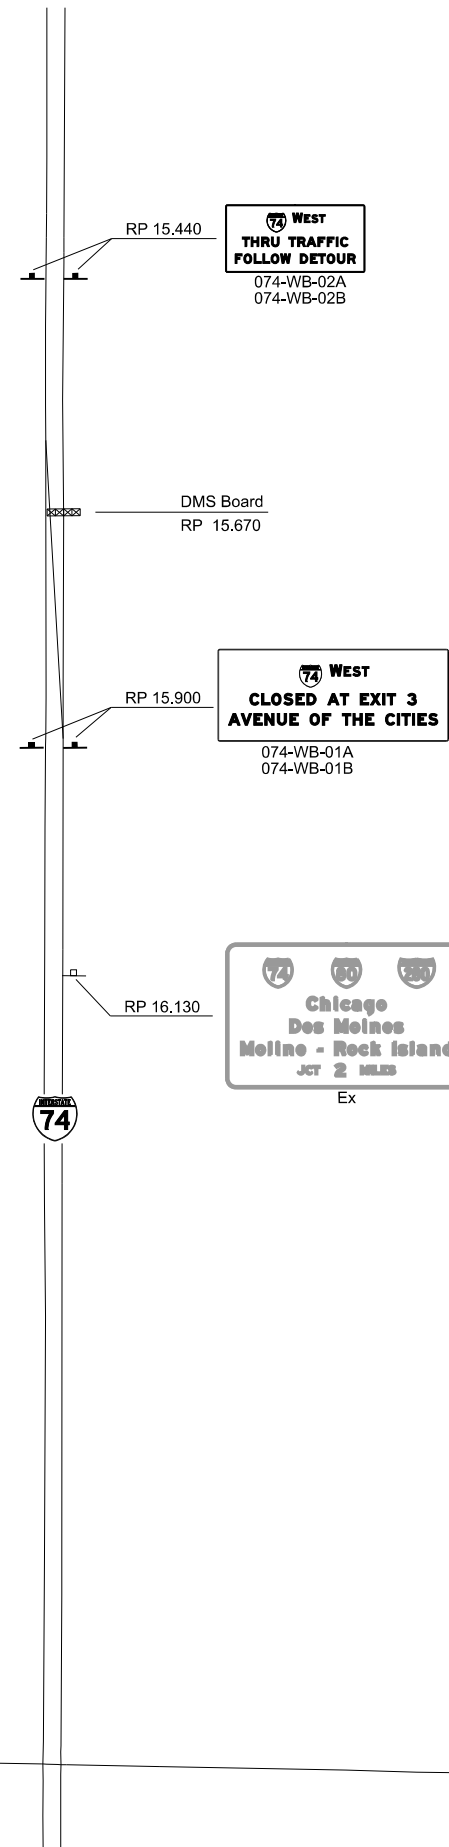 RP 15.440
74 WEST
THRU TRAFFIC
FOLLOW DETOUR
074-WB-02A
074-WB-02B
DMS Board
RP 15.670
RP 15.900
74 WEST
CLOSED AT EXIT 3
AVENUE OF THE CITIES
074-WB-01A
074-WB-01B
RP 16.130
74 80 280
Chicago
Des Moines
Moline - Rock Island
JCT 2 MILES
Ex
INTERSTATE
74